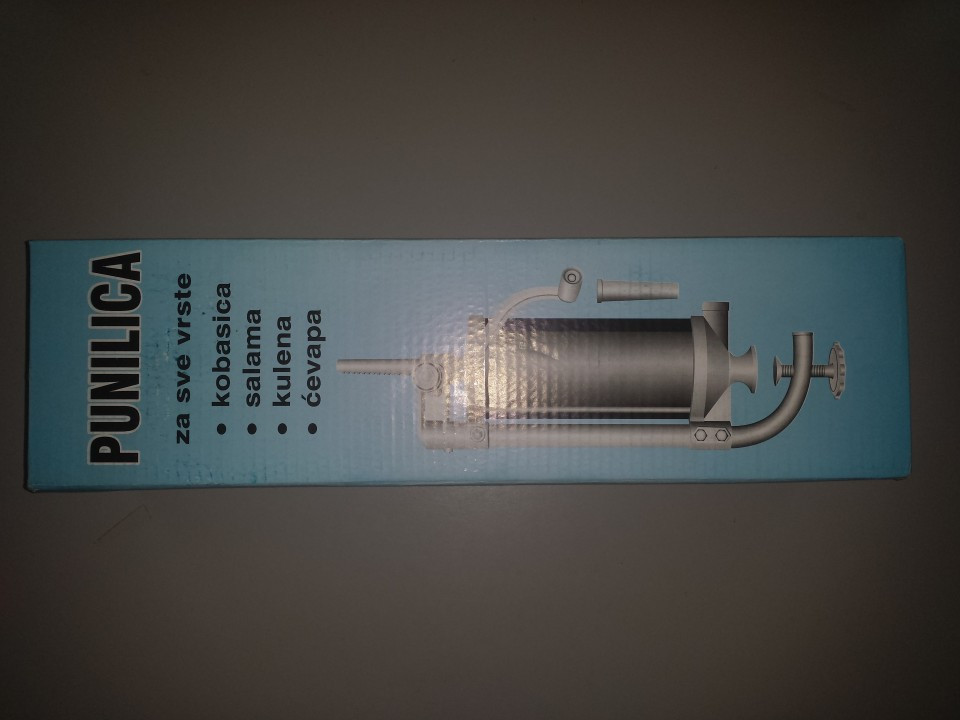 PUNILICA
za sve vrste
• kobasica
• salama
• kulena
• ćevapa